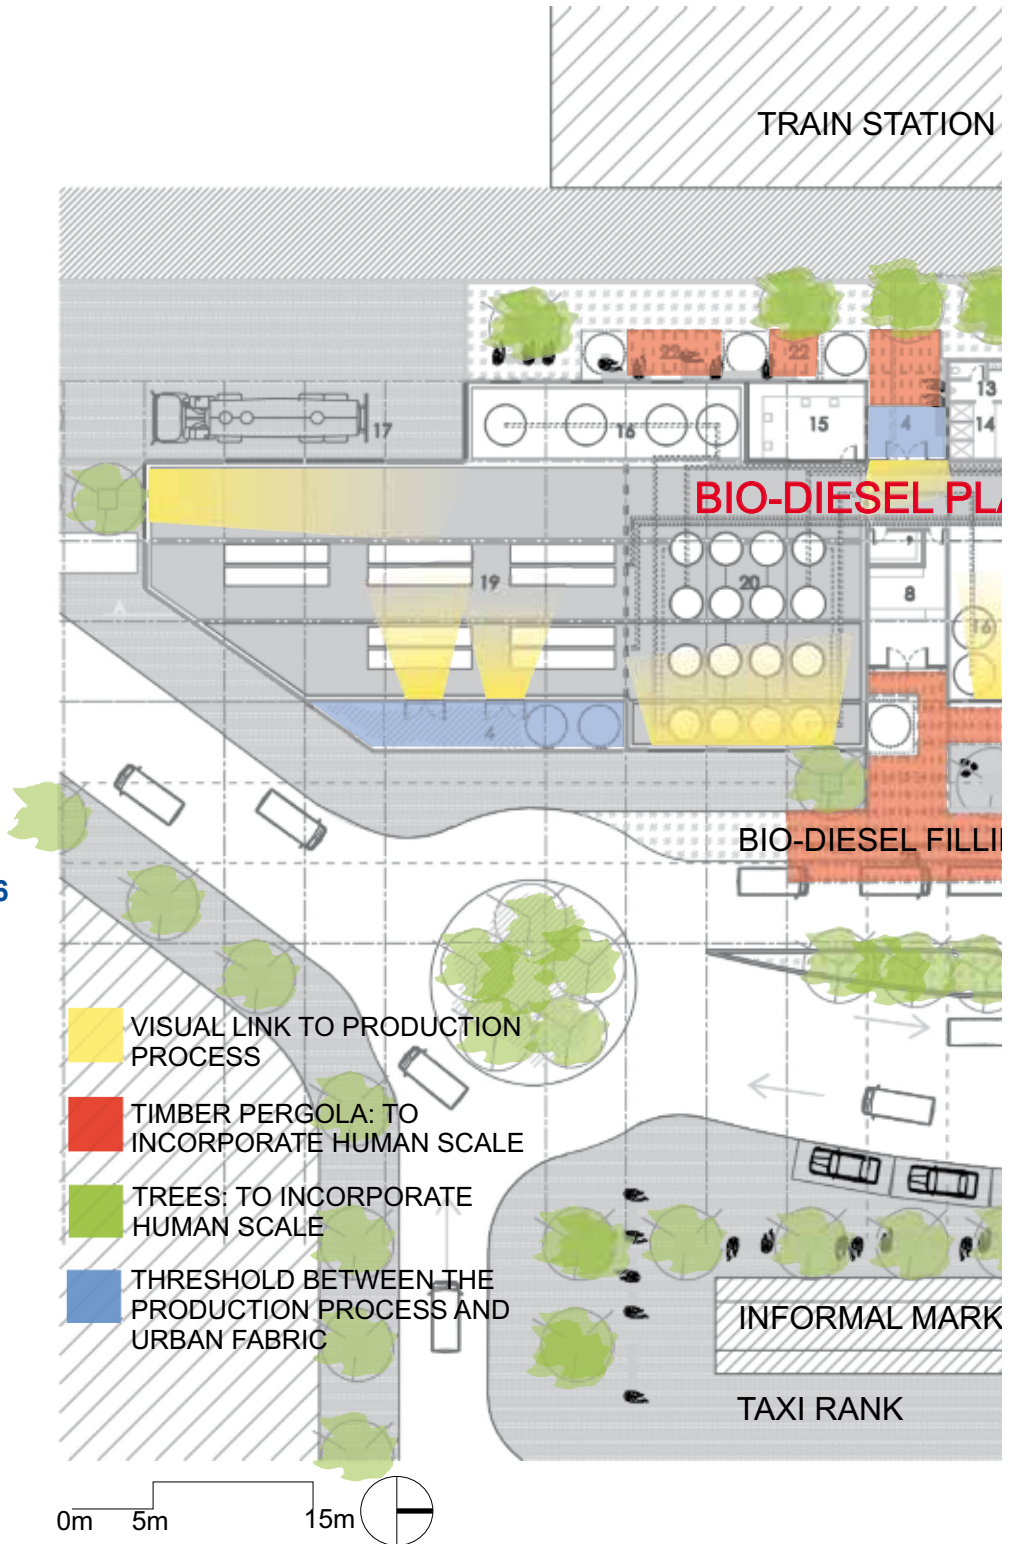 TRAIN STATION
22
22
13
17
16
15
4
14
BIO-DIESEL PLA
19
20
8
16
4
A
BIO-DIESEL FILLI
6
VISUAL LINK TO PRODUCTION
PROCESS
TIMBER PERGOLA: TO
INCORPORATE HUMAN SCALE
TREES: TO INCORPORATE
HUMAN SCALE
THRESHOLD BETWEEN THE
PRODUCTION PROCESS AND
URBAN FABRIC
INFORMAL MARK
TAXI RANK
0m 5m 15m